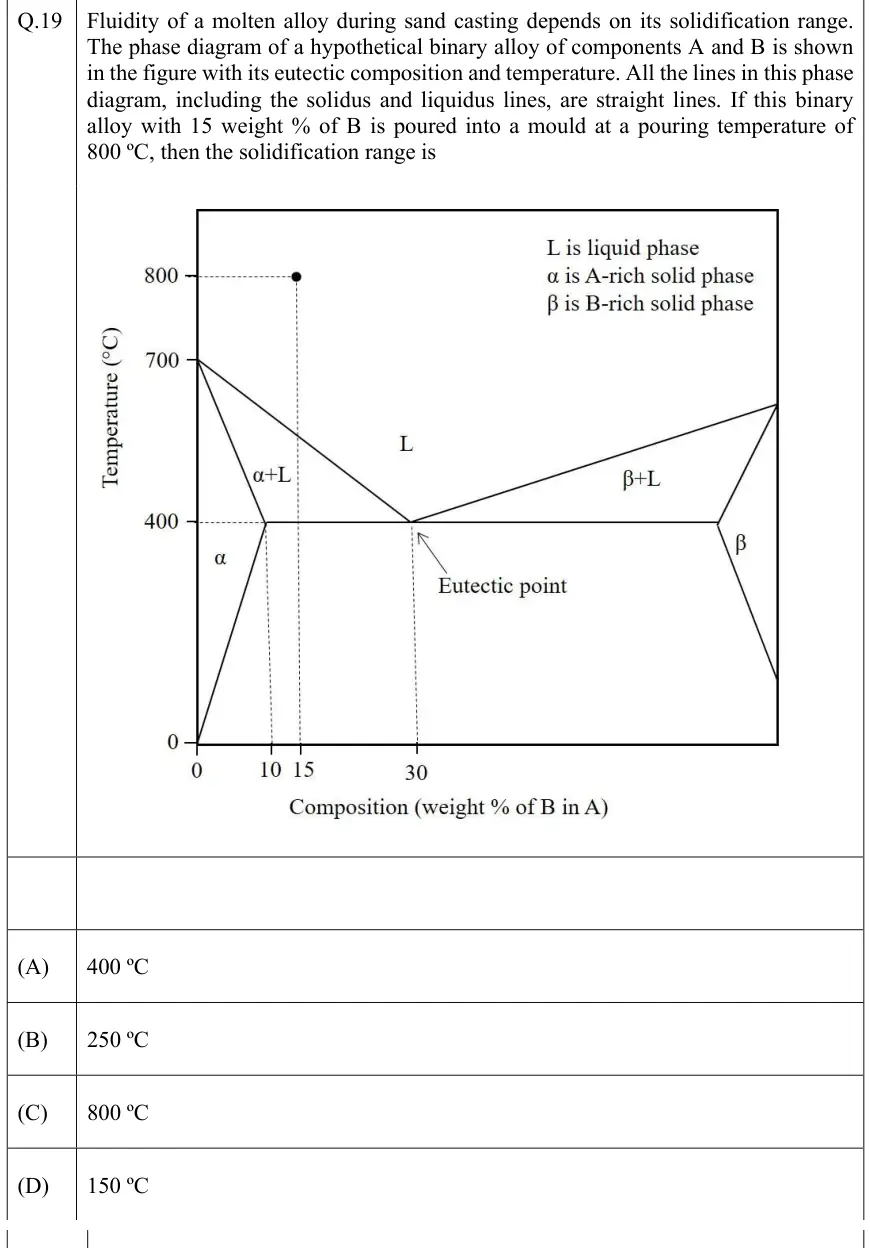 Q.19 Fluidity of a molten alloy during sand casting depends on its solidification range.
The phase diagram of a hypothetical binary alloy of components A and B is shown
in the figure with its eutectic composition and temperature. All the lines in this phase
diagram, including the solidus and liquidus lines, are straight lines. If this binary
alloy with 15 weight % of B is poured into a mould at a pouring temperature of
800 ºC, then the solidification range is
L is liquid phase
α is A-rich solid phase
β is B-rich solid phase
800
700
Temperature (°C)
L
α+L
β+L
400
α
β
Eutectic point
0
0 10 15 30
Composition (weight % of B in A)
(A) 400 ºC
(B) 250 ºC
(C) 800 ºC
(D) 150 ºC